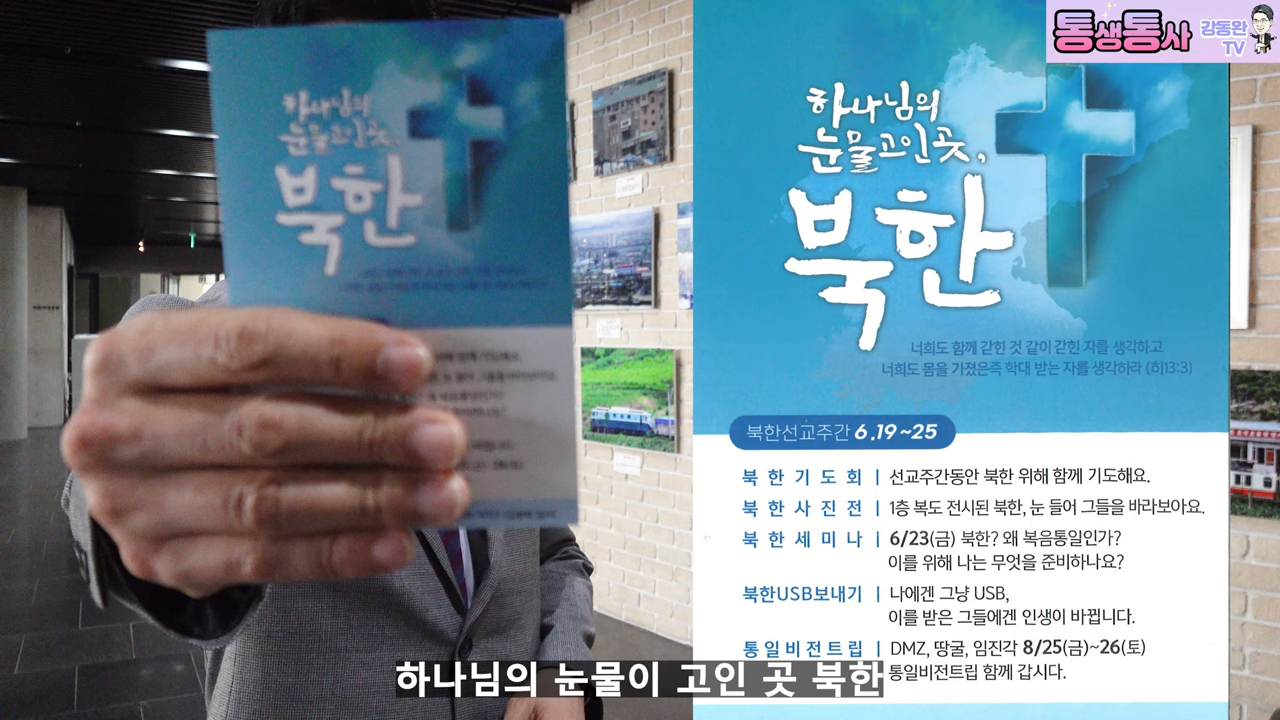 통생통사 강동완 TV
하나님의
눈물고인곳,
북한
하나님의
눈물고인곳,
북한
너희도 함께 갇힌 것 같이 갇힌 자를 생각하고
너희도 몸을 가졌은즉 학대 받는 자를 생각하라 (히13:3)
북한선교주간 6.19~25
북한기도회 | 선교주간동안 북한 위해 함께 기도해요.
북한사진전 | 1층 복도 전시된 북한, 눈 들어 그들을 바라보아요.
북한세미나 | 6/23(금) 북한? 왜 복음통일인가?
이를 위해 나는 무엇을 준비하나요?
북한USB보내기 | 나에겐 그냥 USB,
이를 받은 그들에겐 인생이 바뀝니다.
통일비전트립 | DMZ, 땅굴, 임진각 8/25(금)~26(토)
통일비전트립 함께 갑시다.
하나님의 눈물이 고인 곳 북한